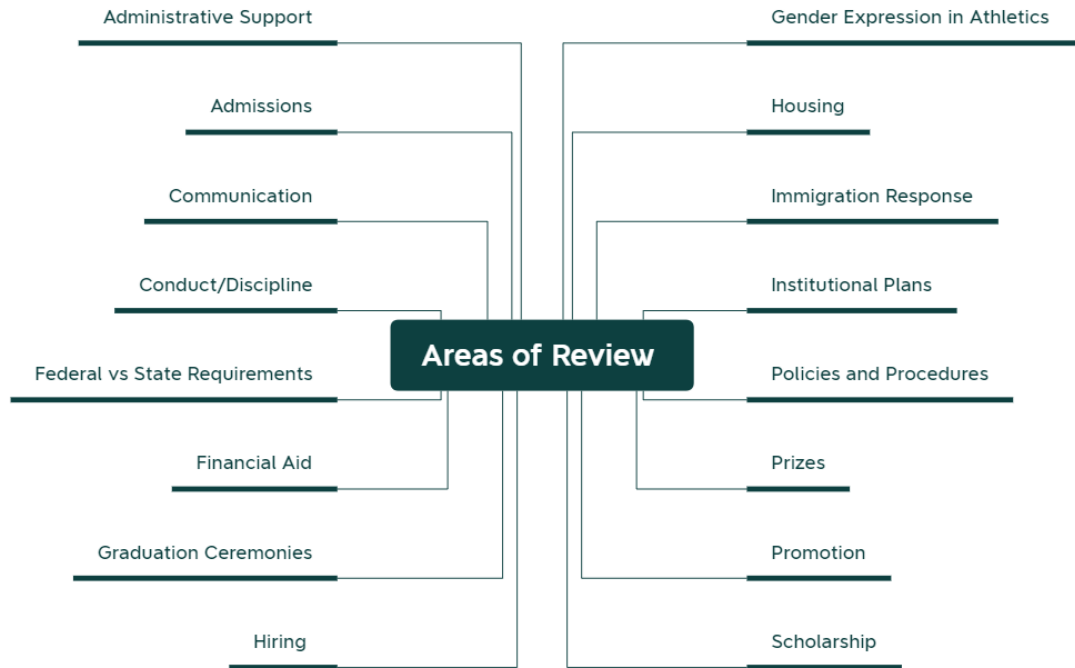 Administrative Support
Admissions
Communication
Conduct/Discipline
Federal vs State Requirements
Financial Aid
Graduation Ceremonies
Hiring
Areas of Review
Gender Expression in Athletics
Housing
Immigration Response
Institutional Plans
Policies and Procedures
Prizes
Promotion
Scholarship